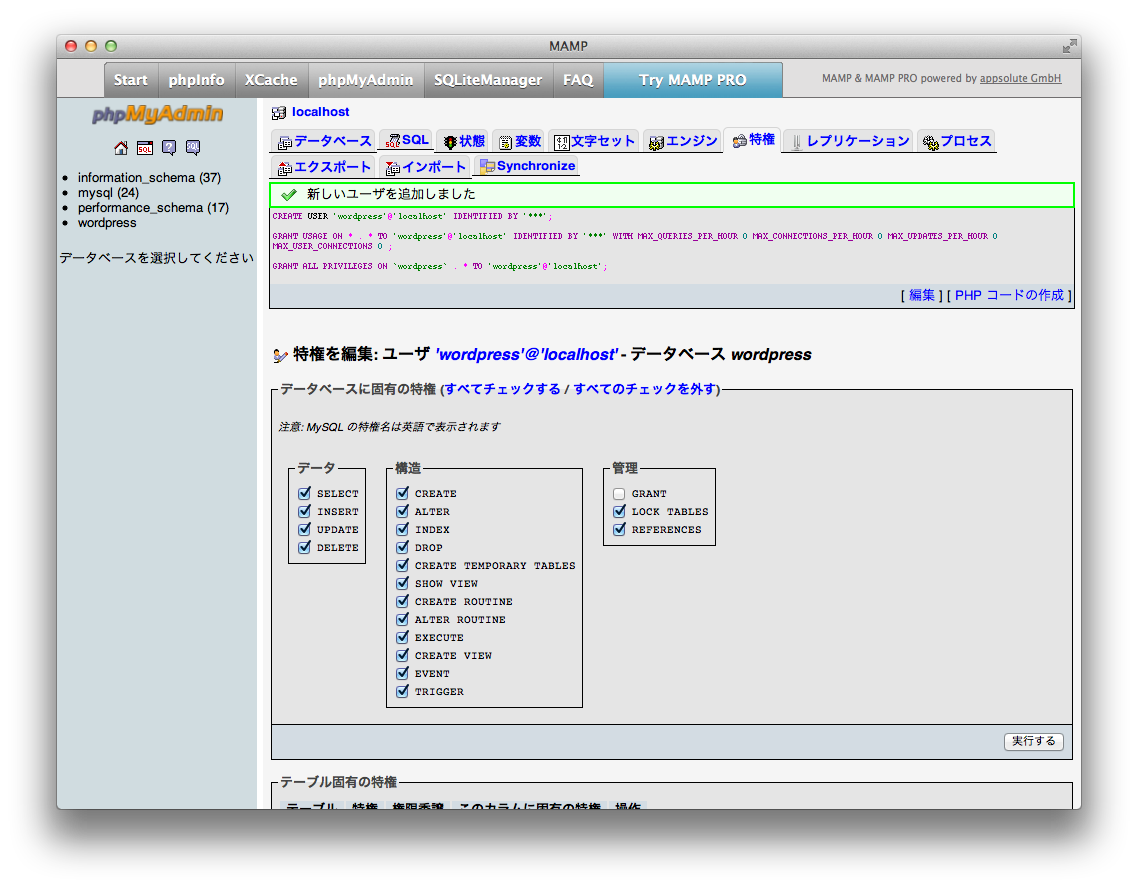 MAMP
Start phpInfo XCache phpMyAdmin SQLiteManager FAQ Try MAMP PRO MAMP & MAMP PRO powered by appsolute GmbH
phpMyAdmin
SQL SQL
information_schema (37)
mysql (24)
performance_schema (17)
wordpress
データベースを選択してください
localhost
データベース SQL 状態 変数 文字セット エンジン 特権 レプリケーション プロセス
エクスポート インポート Synchronize
新しいユーザを追加しました
CREATE USER 'wordpress'@'localhost' IDENTIFIED BY '***';
GRANT USAGE ON * . * TO 'wordpress'@'localhost' IDENTIFIED BY '***' WITH MAX_QUERIES_PER_HOUR 0 MAX_CONNECTIONS_PER_HOUR 0 MAX_UPDATES_PER_HOUR 0
MAX_USER_CONNECTIONS 0 ;
GRANT ALL PRIVILEGES ON `wordpress` . * TO 'wordpress'@'localhost';
[ 編集 ] [ PHP コードの作成 ]
特権を編集: ユーザ 'wordpress'@'localhost' - データベース wordpress
データベースに固有の特権 (すべてチェックする / すべてのチェックを外す)
注意: MySQL の特権名は英語で表示されます
データ
SELECT
INSERT
UPDATE
DELETE
構造
CREATE
ALTER
INDEX
DROP
CREATE TEMPORARY TABLES
SHOW VIEW
CREATE ROUTINE
ALTER ROUTINE
EXECUTE
CREATE VIEW
EVENT
TRIGGER
管理
GRANT
LOCK TABLES
REFERENCES
実行する
テーブル固有の特権
テーブル 特権 権限委譲 このカラムに固有の特権 操作